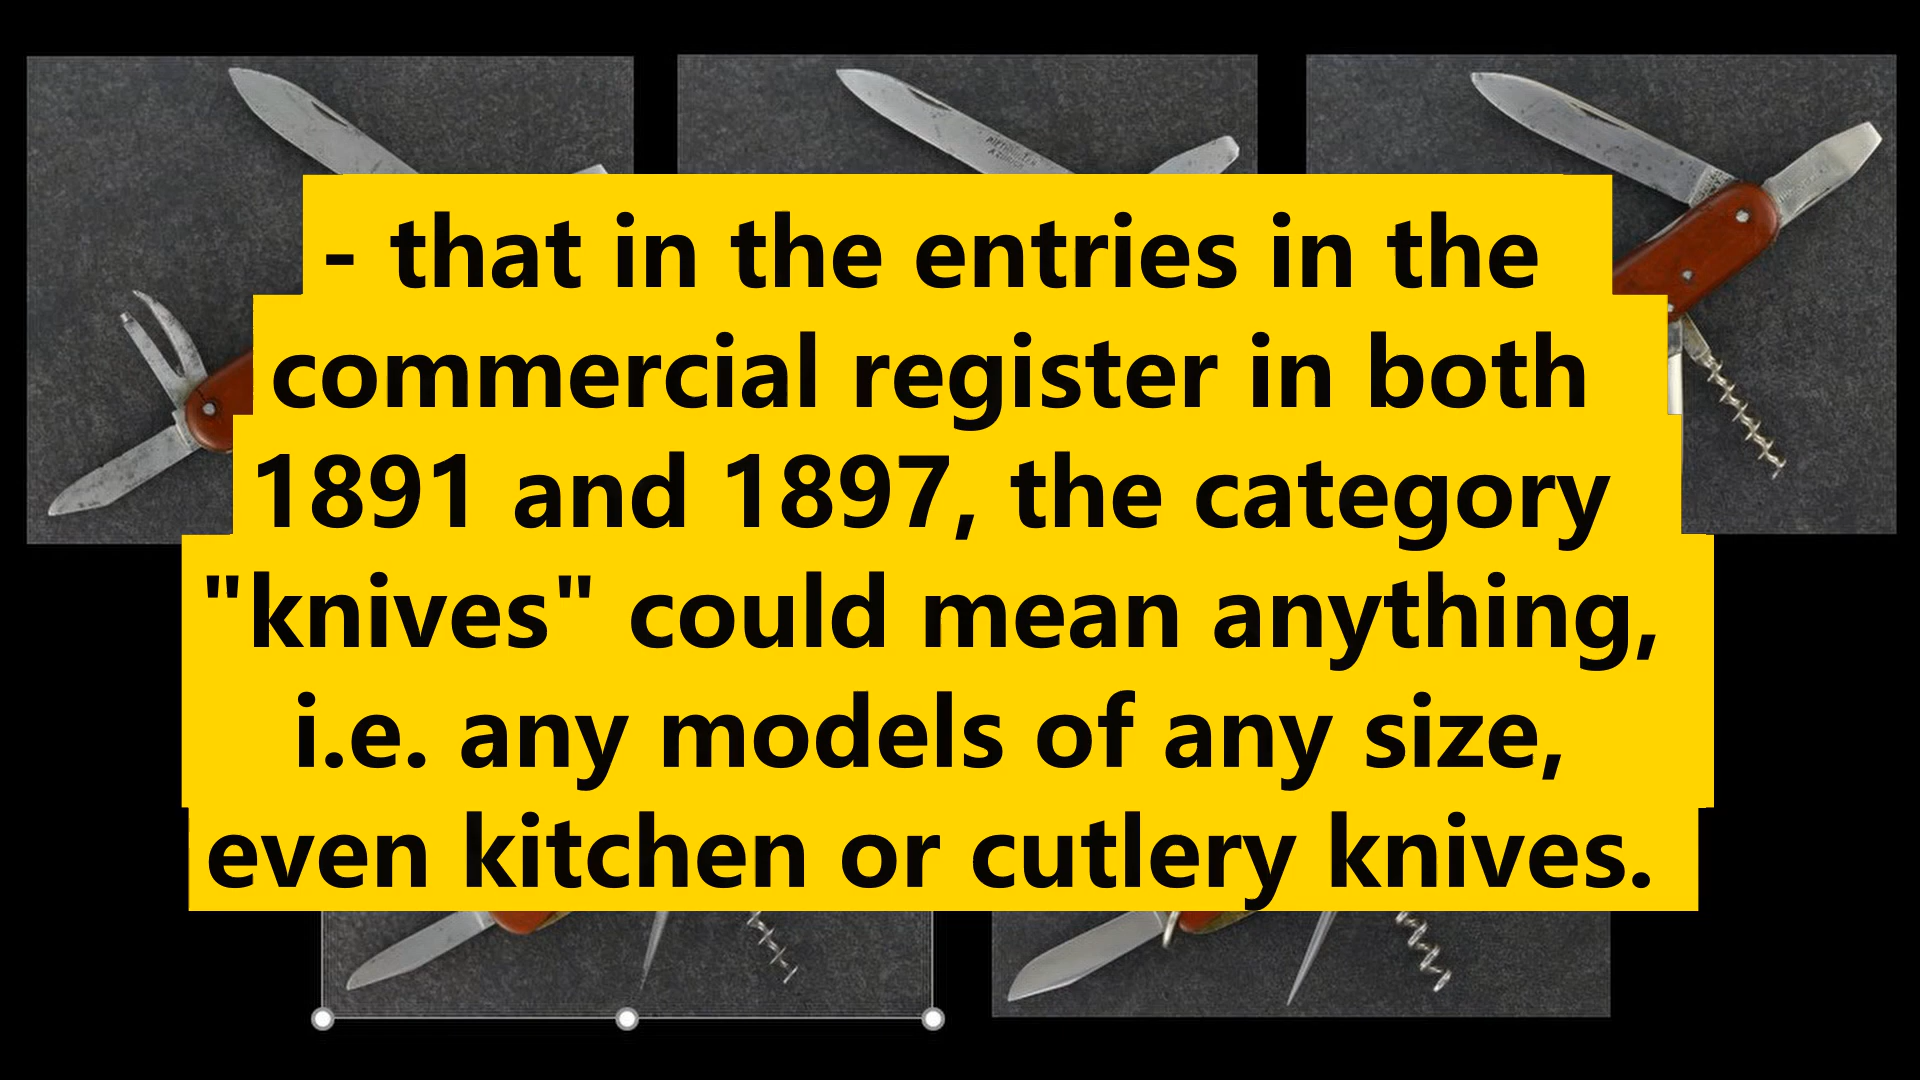 - that in the entries in the
commercial register in both
1891 and 1897, the category
"knives" could mean anything,
i.e. any models of any size,
even kitchen or cutlery knives.